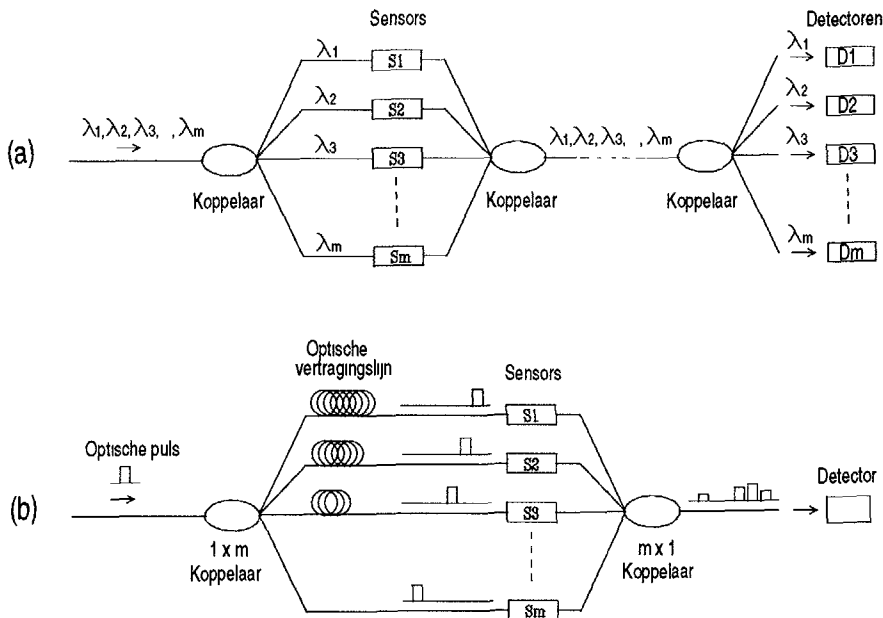 Sensors
Detectoren
λ1
S1
λ1
D1
λ2
S2
λ2
D2
λ1,λ2,λ3, , λm
(a)
λ3
S3
λ1,λ2,λ3, , λm
λ3
D3
Koppelaar
Koppelaar
Koppelaar
λm
Sm
λm
Dm
Optische
vertragingslijn
Sensors
S1
Optische puls
S2
Detector
(b)
S3
1 x m
Koppelaar
m x 1
Koppelaar
Sm